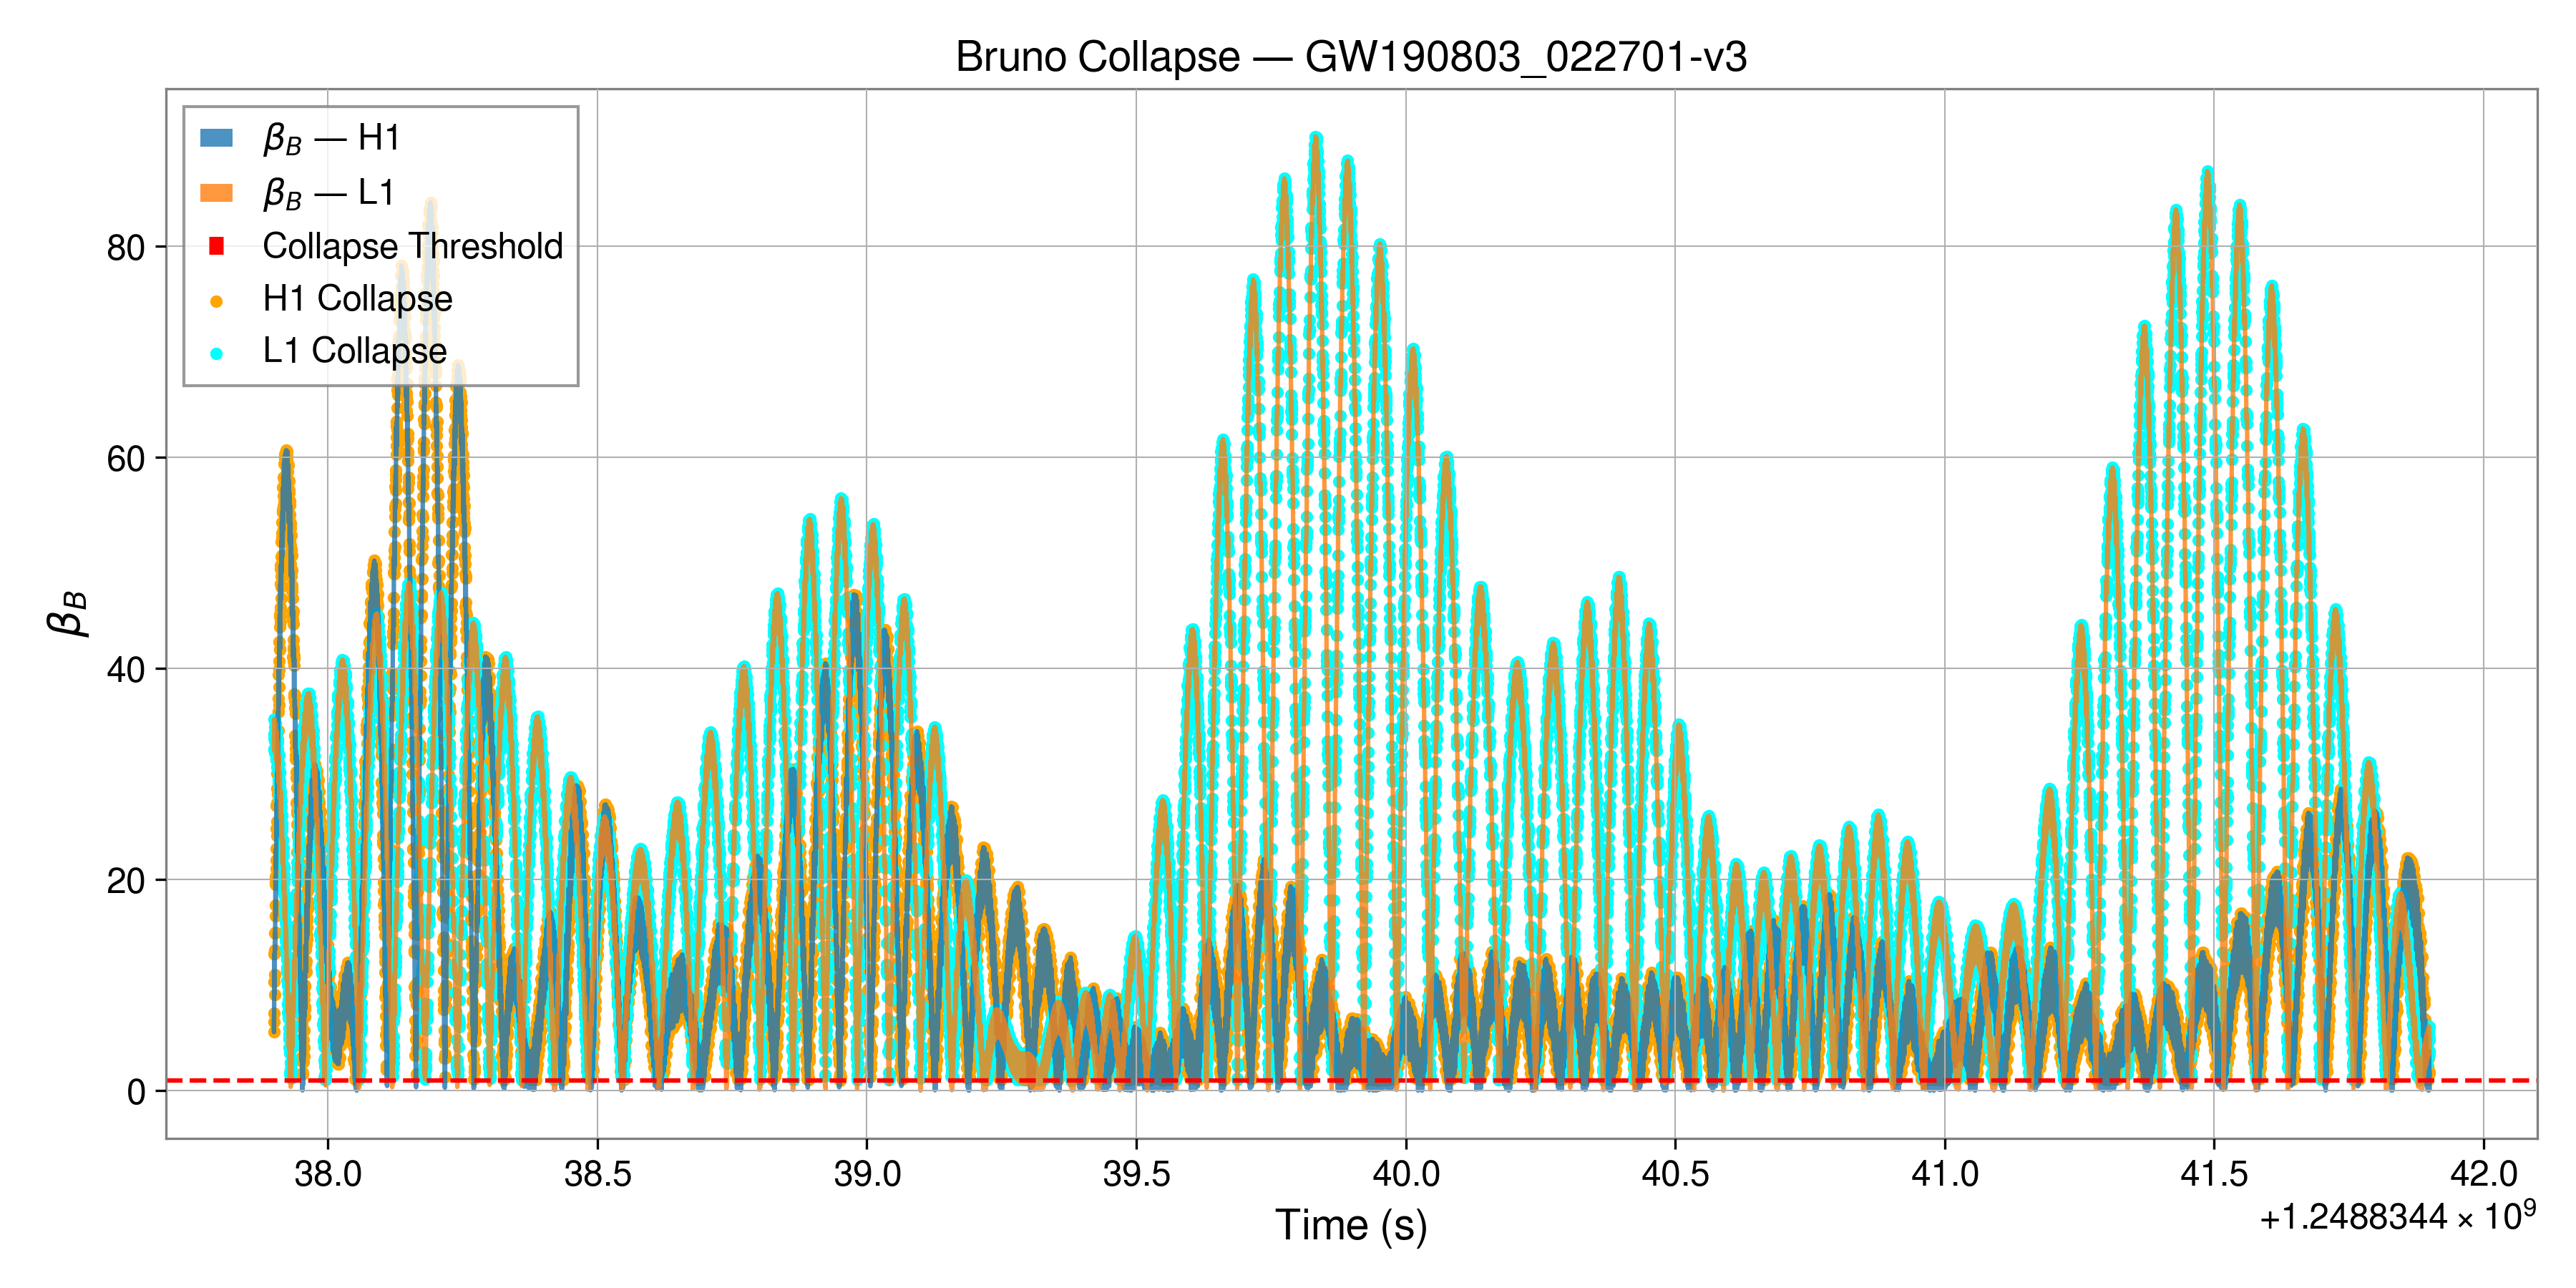 Bruno Collapse — GW190803_022701-v3
β_B — H1
β_B — L1
Collapse Threshold
H1 Collapse
L1 Collapse
β_B
80
60
40
20
0
38.0 38.5 39.0 39.5 40.0 40.5 41.0 41.5 42.0
Time (s)
+1.2488344 × 10⁹